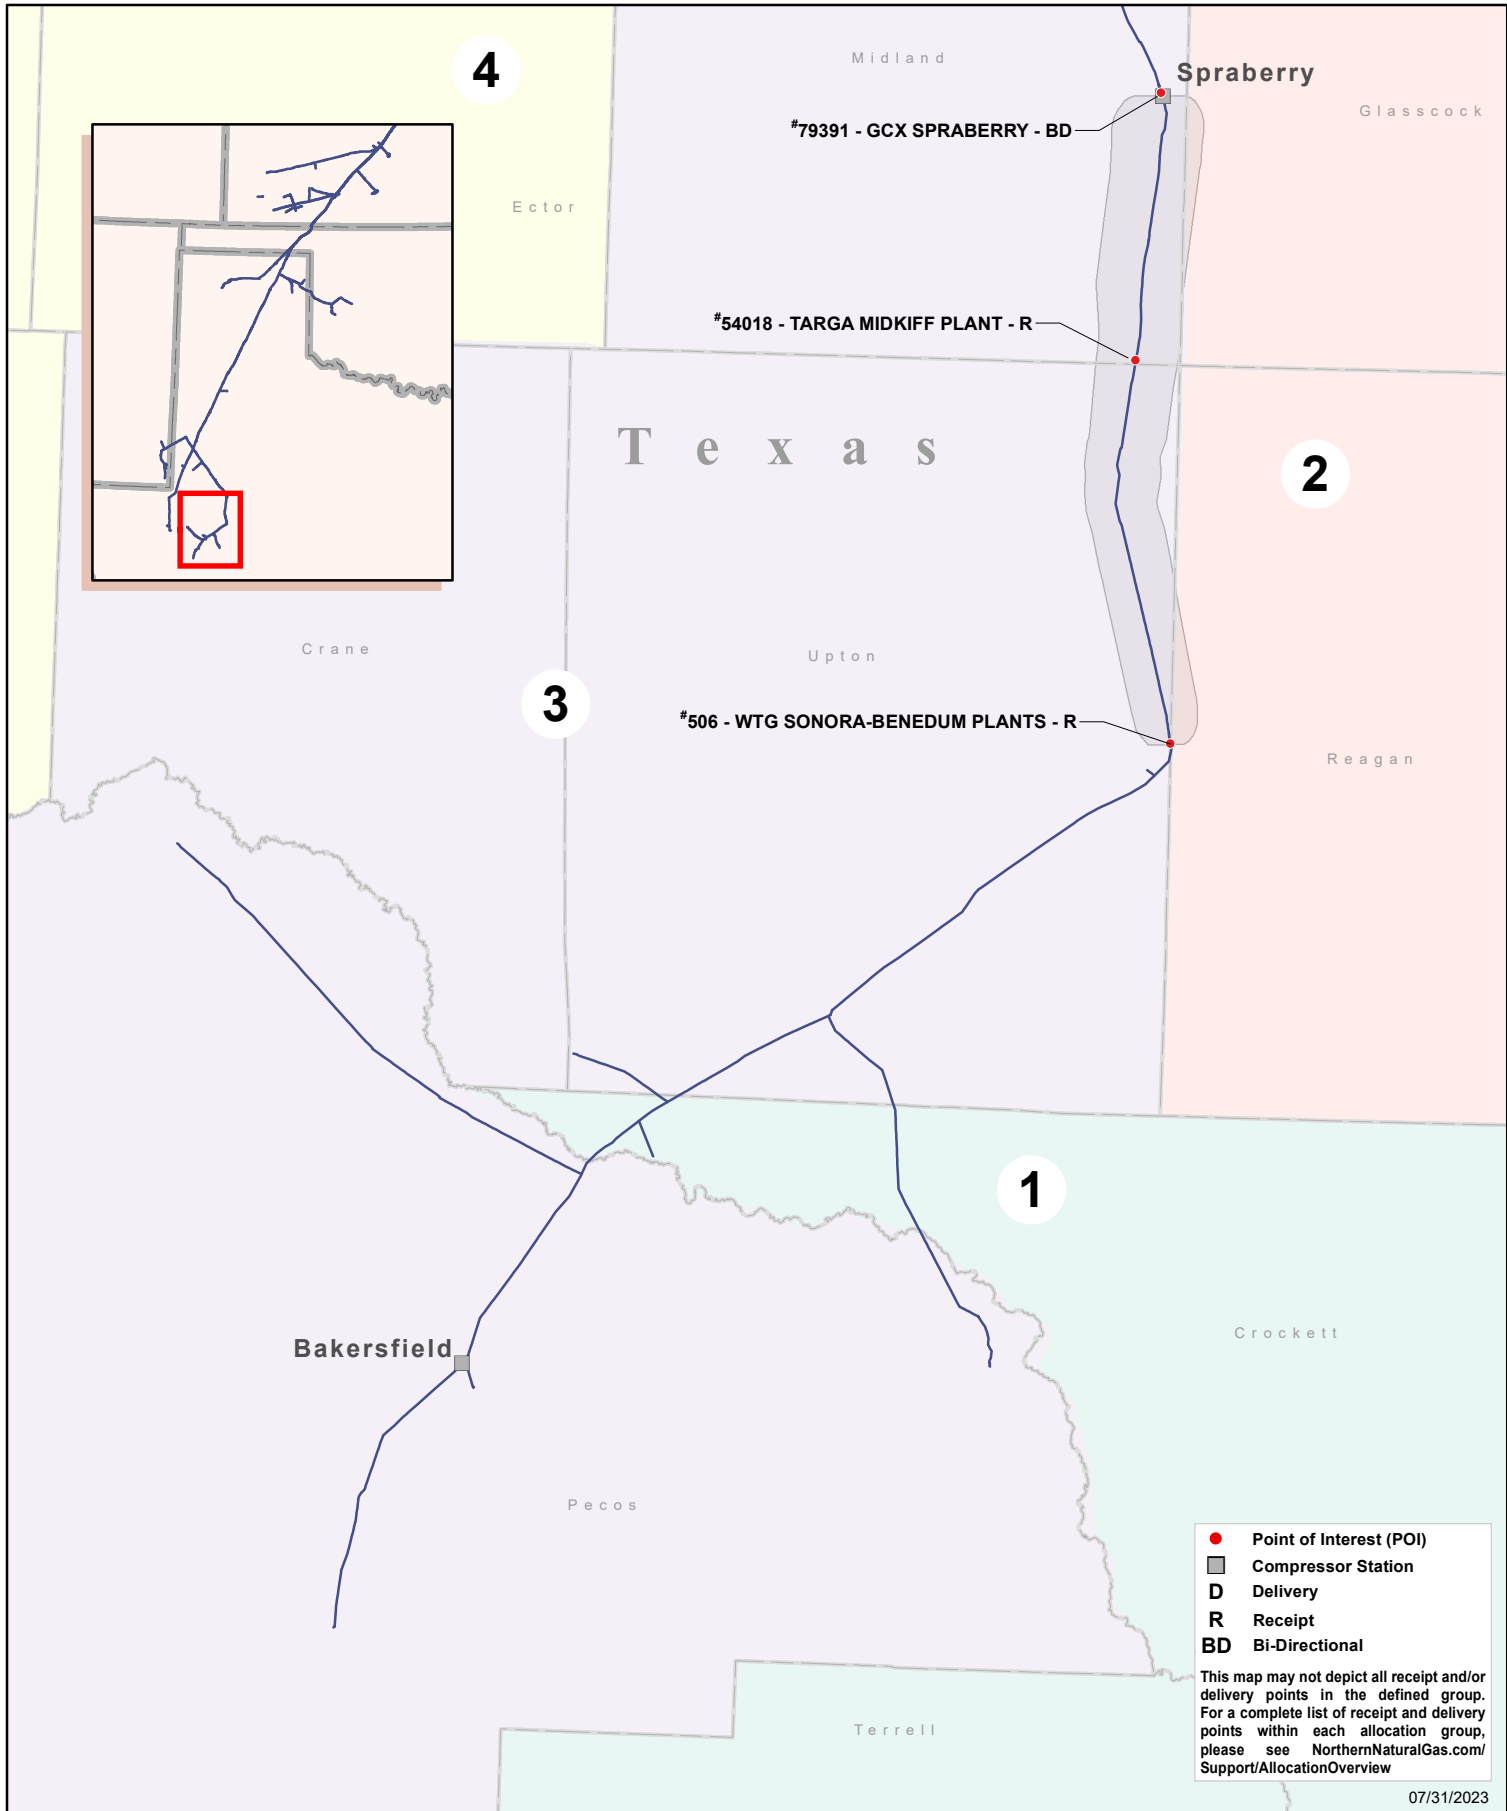 4
Midland
Spraberry
Glasscock
#79391 - GCX SPRABERRY - BD
Ector
#54018 - TARGA MIDKIFF PLANT - R
Texas
2
Crane
Upton
3
#506 - WTG SONORA-BENEDUM PLANTS - R
Reagan
1
Crockett
Bakersfield
Pecos
Terrell
Point of Interest (POI)
Compressor Station
D Delivery
R Receipt
BD Bi-Directional
This map may not depict all receipt and/or
delivery points in the defined group.
For a complete list of receipt and delivery
points within each allocation group,
please see NorthernNaturalGas.com/
Support/AllocationOverview
07/31/2023